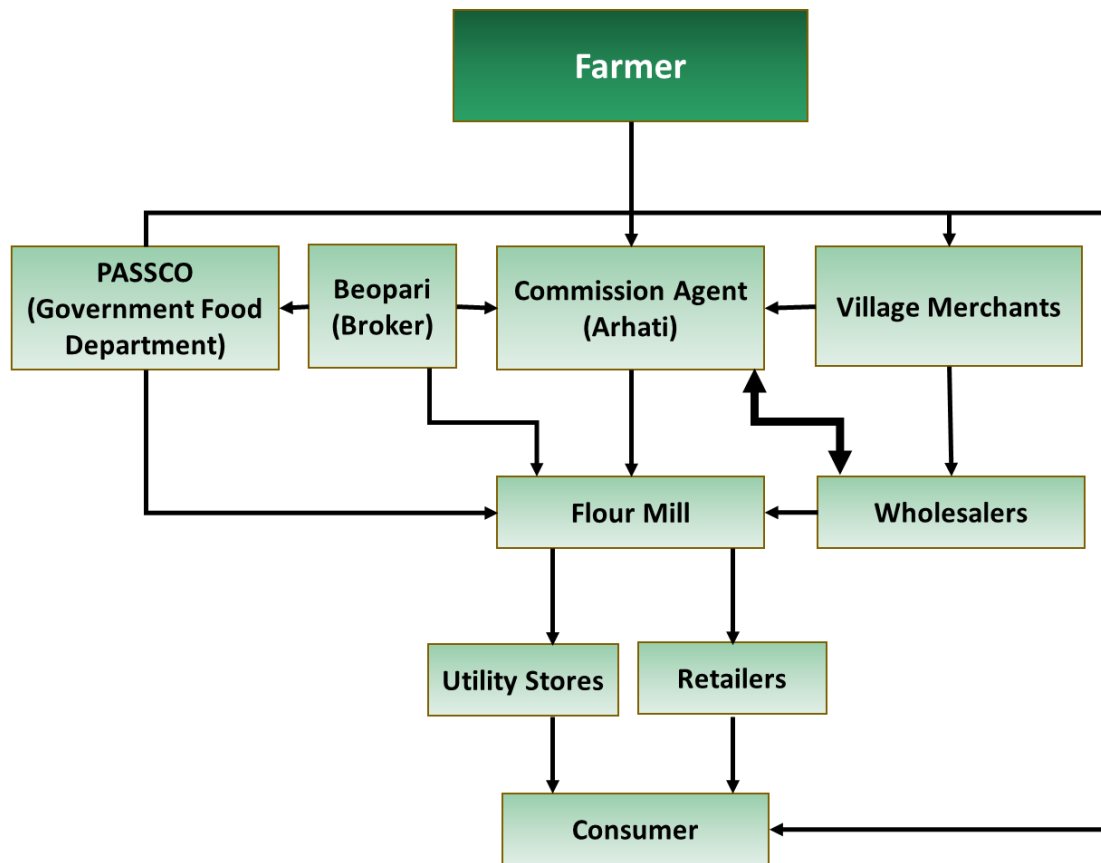 Farmer
PASSCO
(Government Food
Department)
Beopari
(Broker)
Commission Agent
(Arhati)
Village Merchants
Flour Mill
Wholesalers
Utility Stores
Retailers
Consumer